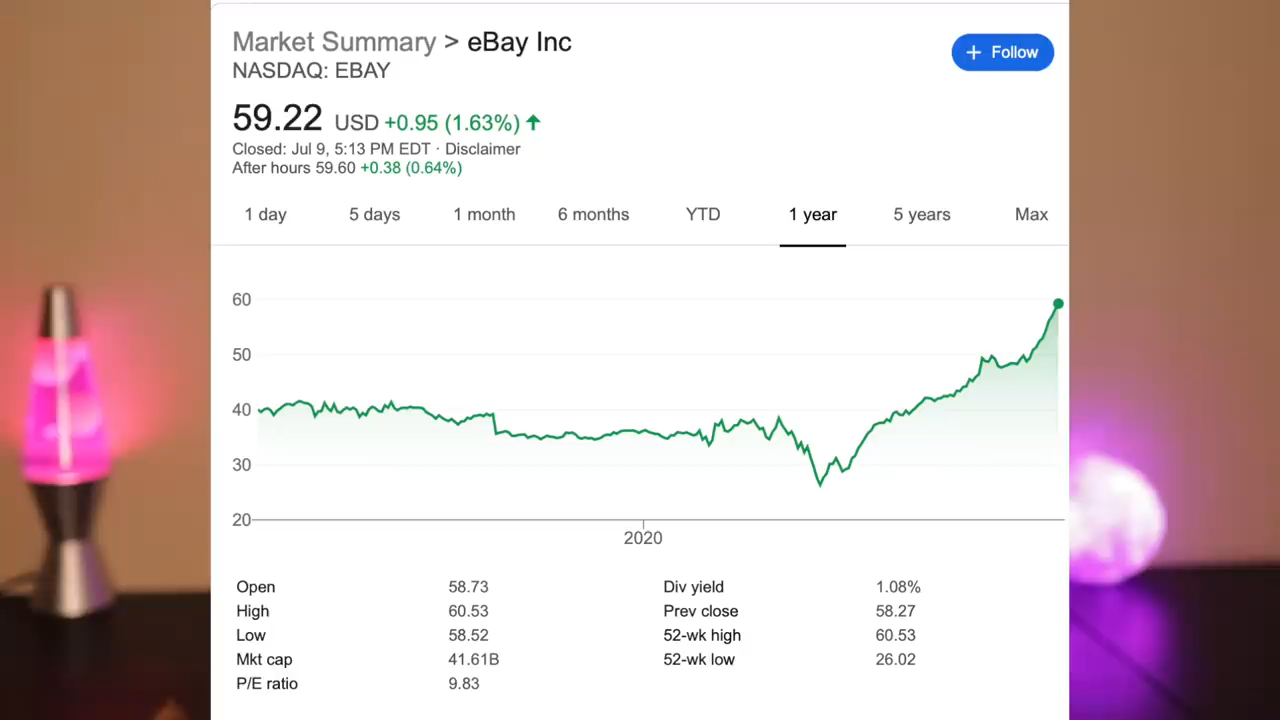 Market Summary > eBay Inc
+ Follow
NASDAQ: EBAY
59.22 USD +0.95 (1.63%) ↑
Closed: Jul 9, 5:13 PM EDT · Disclaimer
After hours 59.60 +0.38 (0.64%)
1 day 5 days 1 month 6 months YTD 1 year 5 years Max
60
50
40
30
20
2020
Open 58.73 Div yield 1.08%
High 60.53 Prev close 58.27
Low 58.52 52-wk high 60.53
Mkt cap 41.61B 52-wk low 26.02
P/E ratio 9.83